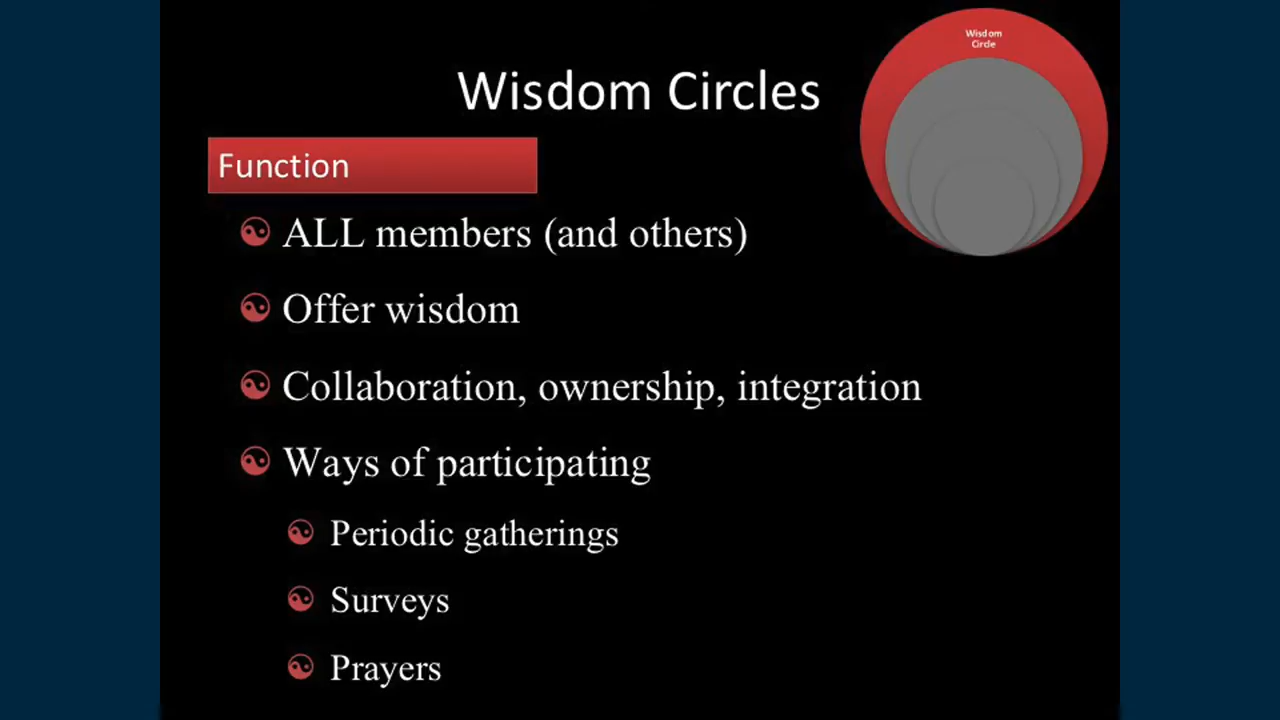 Wisdom
Circle
Wisdom Circles
Function
ALL members (and others)
Offer wisdom
Collaboration, ownership, integration
Ways of participating
Periodic gatherings
Surveys
Prayers